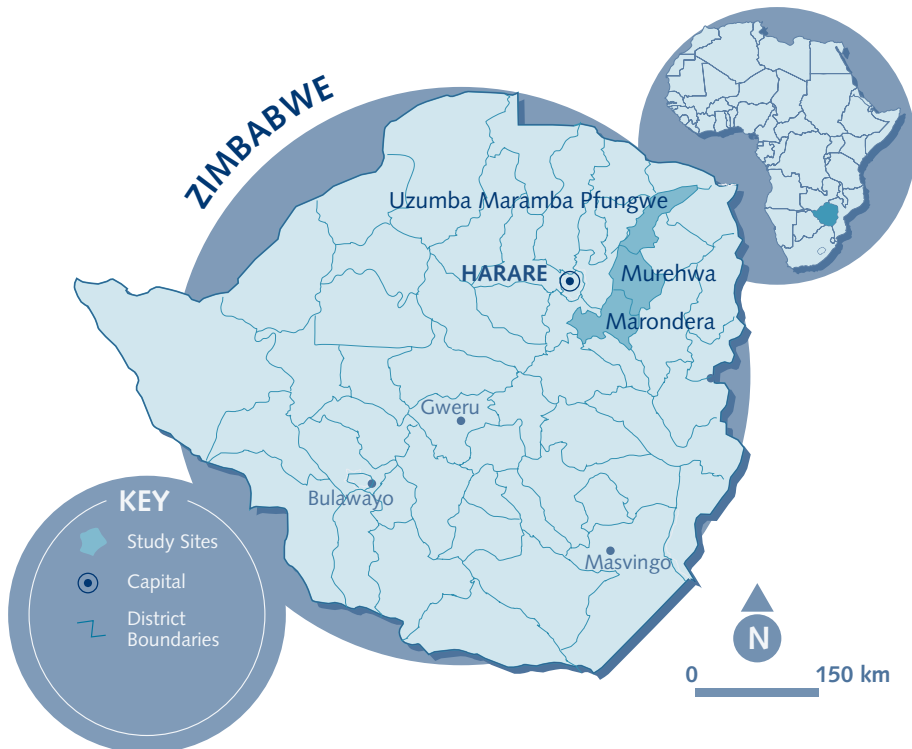 ZIMBABWE
Uzumba Maramba Pfungwe
HARARE
Murehwa
Marondera
Gweru
Bulawayo
Masvingo
KEY
Study Sites
Capital
District
Boundaries
N
0 150 km